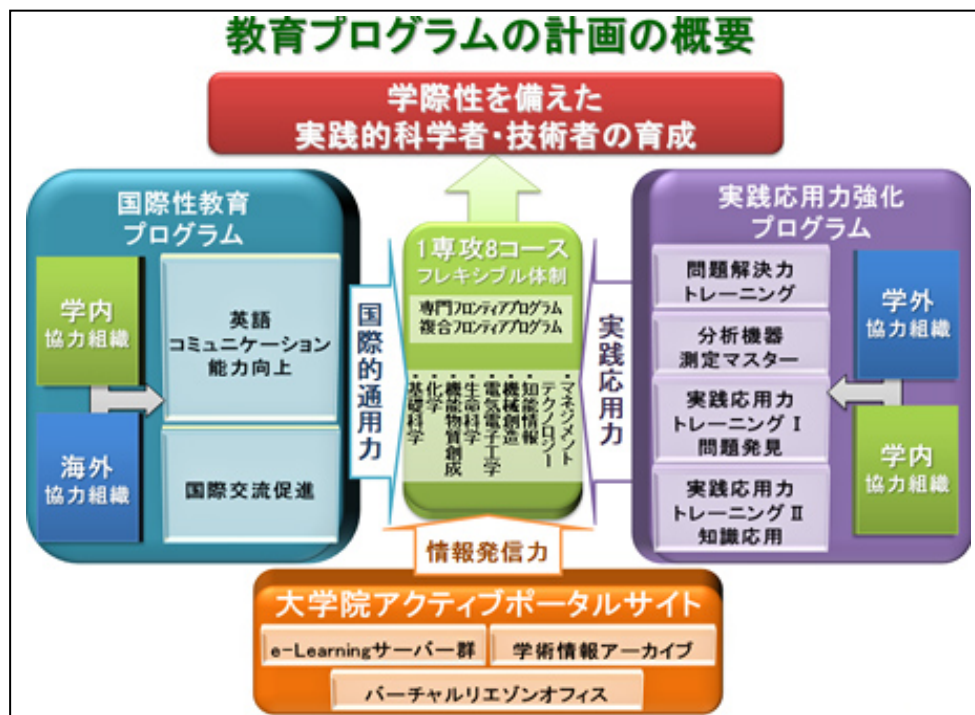 教育プログラムの計画の概要
学際性を備えた
実践的科学者・技術者の育成
国際性教育
プログラム
学内
協力組織
海外
協力組織
英語
コミュニケーション
能力向上
国際交流促進
国際的通用力
1専攻8コース
フレキシブル体制
専門フロンティアプログラム
複合フロンティアプログラム
・マネジメント
テクノロジー
・知能情報
・機械創造
・電気電子工学
・生命科学
・機能物質創成
・化学
・基礎科学
実践応用力
実践応用力強化
プログラム
問題解決力
トレーニング
分析機器
測定マスター
実践応用力
トレーニングⅠ
問題発見
実践応用力
トレーニングⅡ
知識応用
学外
協力組織
学内
協力組織
情報発信力
大学院アクティブポータルサイト
e-Learningサーバー群
学術情報アーカイブ
バーチャルリエゾンオフィス